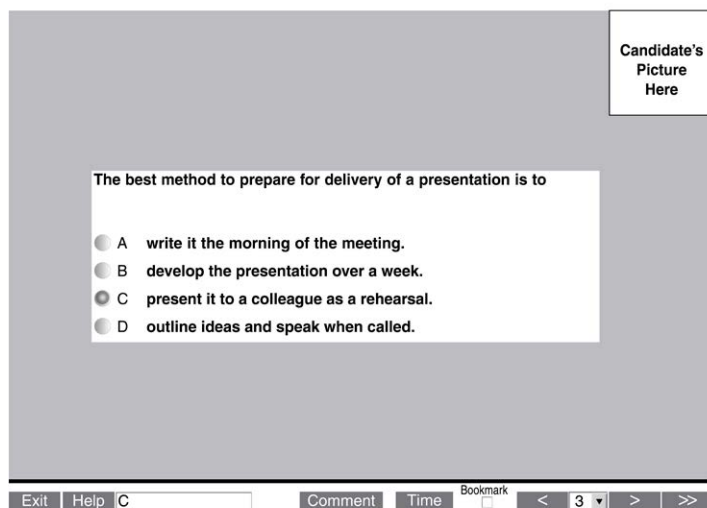 Candidate's
Picture
Here
The best method to prepare for delivery of a presentation is to
A write it the morning of the meeting.
B develop the presentation over a week.
C present it to a colleague as a rehearsal.
D outline ideas and speak when called.
Exit Help C Comment Time Bookmark < 3 > >>